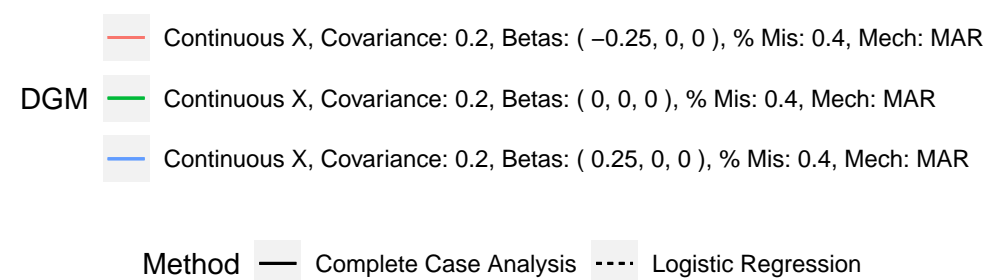 Continuous X, Covariance: 0.2, Betas: ( −0.25, 0, 0 ), % Mis: 0.4, Mech: MAR
DGM Continuous X, Covariance: 0.2, Betas: ( 0, 0, 0 ), % Mis: 0.4, Mech: MAR
Continuous X, Covariance: 0.2, Betas: ( 0.25, 0, 0 ), % Mis: 0.4, Mech: MAR
Method Complete Case Analysis Logistic Regression